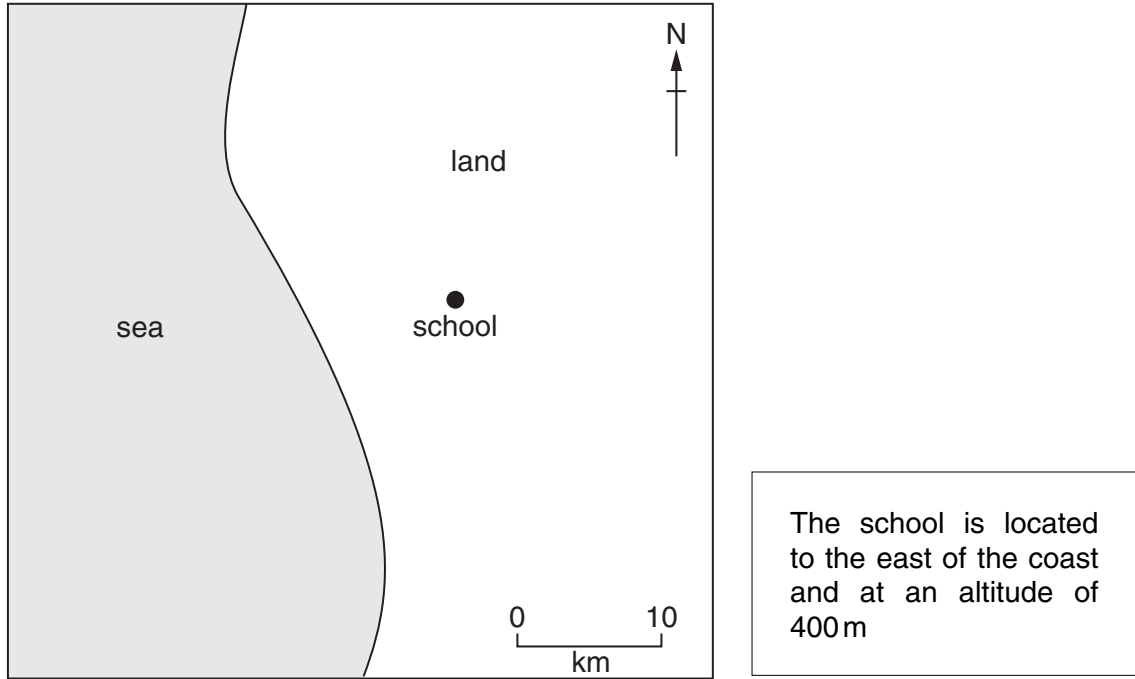 N
land
school
sea
0 10
km
The school is located
to the east of the coast
and at an altitude of
400 m